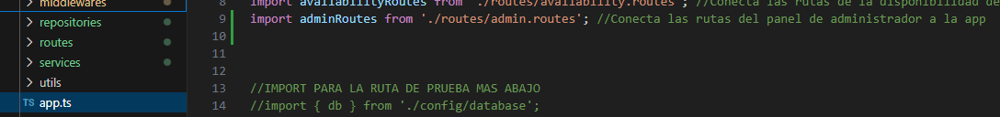 middlewares
repositories
routes
services
utils
TS app.ts
8 import availabilityRoutes from './routes/availability.routes'; //Conecta las rutas de la disponibilidad de
9 import adminRoutes from './routes/admin.routes'; //Conecta las rutas del panel de administrador a la app
10
11
12
13 //IMPORT PARA LA RUTA DE PRUEBA MAS ABAJO
14 //import { db } from './config/database';